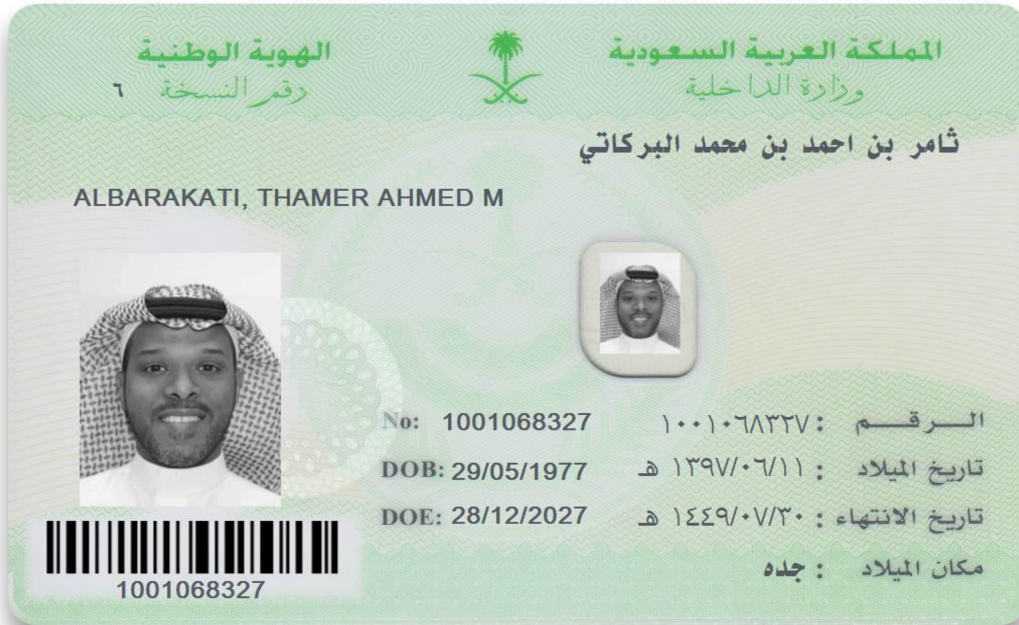 المملكة العربية السعودية
وزارة الداخلية
الهوية الوطنية
رقم النسخة ٦
ثامر بن احمد بن محمد البركاتي
ALBARAKATI, THAMER AHMED M
الـــرقـــم : ١٠٠١٠٦٨٣٢٧ No: 1001068327
تاريخ الميلاد : ١٣٩٧/٠٦/١١ هـ DOB: 29/05/1977
تاريخ الانتهاء : ١٤٤٩/٠٧/٣٠ هـ DOE: 28/12/2027
مكان الميلاد : جده
1001068327